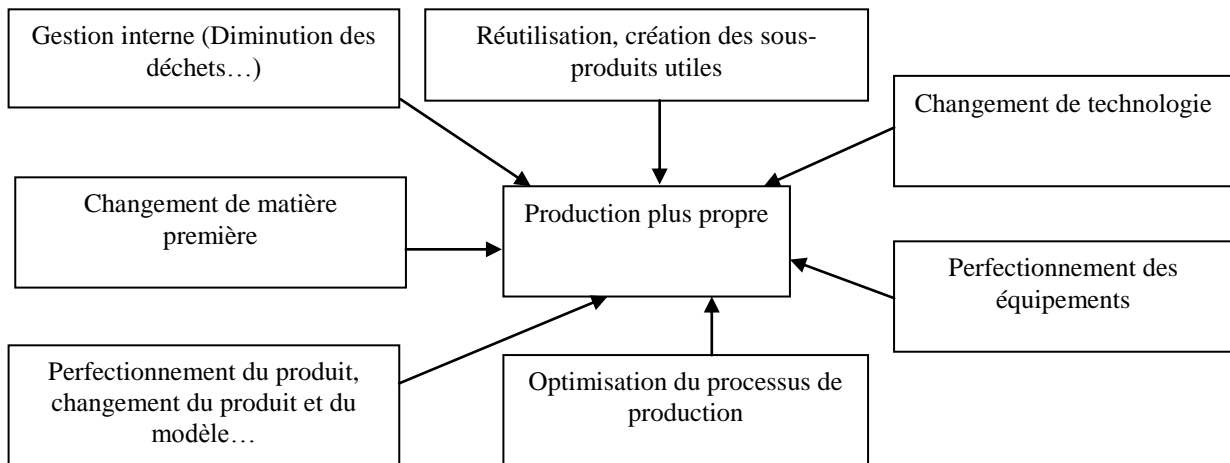 Gestion interne (Diminution des
déchets…)
Réutilisation, création des sous-
produits utiles
Changement de technologie
Changement de matière
première
Production plus propre
Perfectionnement des
équipements
Perfectionnement du produit,
changement du produit et du
modèle…
Optimisation du processus de
production